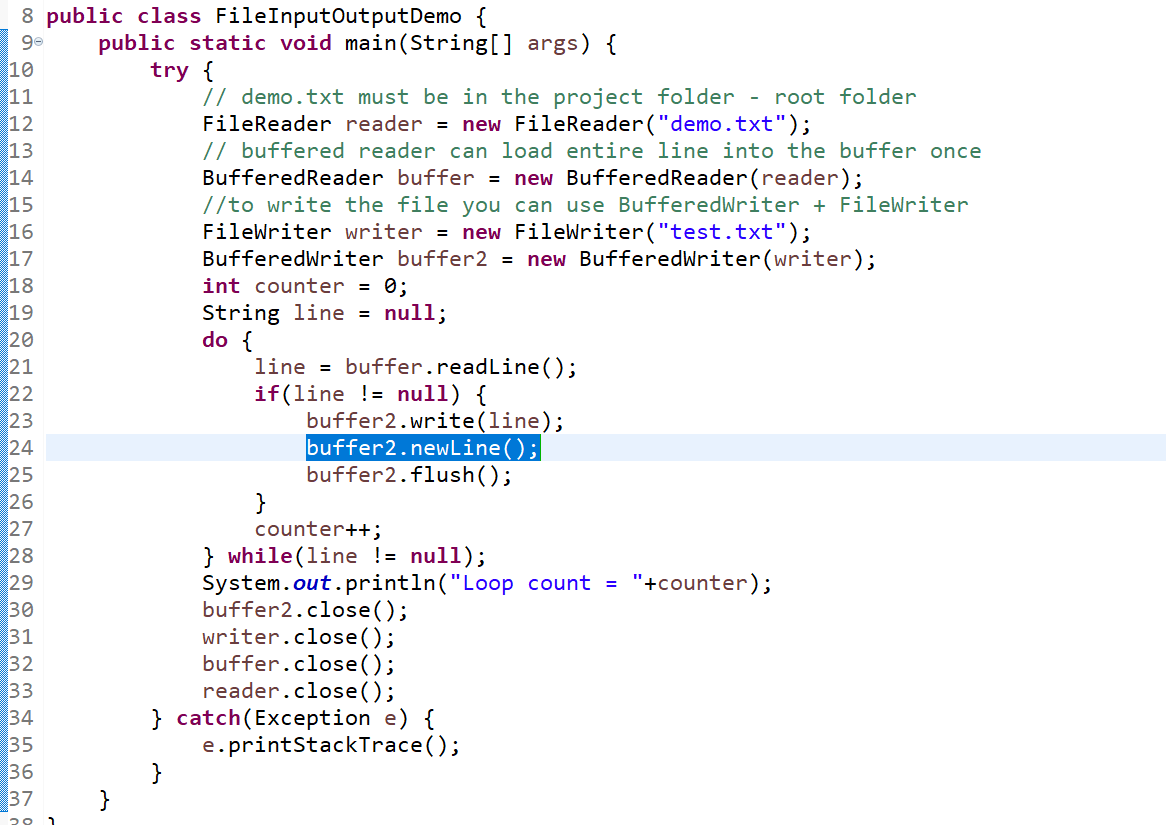 8 public class FileInputOutputDemo {
9 public static void main(String[] args) {
10 try {
11 // demo.txt must be in the project folder - root folder
12 FileReader reader = new FileReader("demo.txt");
13 // buffered reader can load entire line into the buffer once
14 BufferedReader buffer = new BufferedReader(reader);
15 //to write the file you can use BufferedWriter + FileWriter
16 FileWriter writer = new FileWriter("test.txt");
17 BufferedWriter buffer2 = new BufferedWriter(writer);
18 int counter = 0;
19 String line = null;
20 do {
21 line = buffer.readLine();
22 if(line != null) {
23 buffer2.write(line);
24 buffer2.newLine();
25 buffer2.flush();
26 }
27 counter++;
28 } while(line != null);
29 System.out.println("Loop count = "+counter);
30 buffer2.close();
31 writer.close();
32 buffer.close();
33 reader.close();
34 } catch(Exception e) {
35 e.printStackTrace();
36 }
37 }
38 }